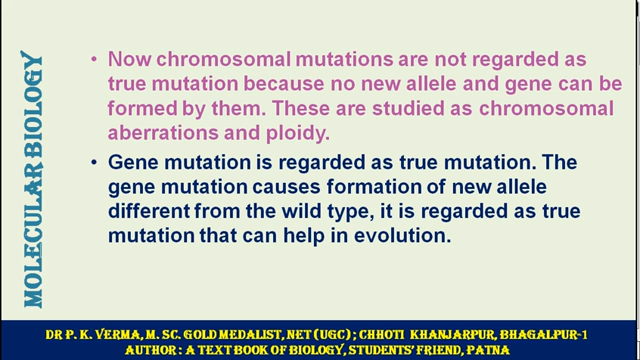 MOLECULAR BIOLOGY
• Now chromosomal mutations are not regarded as
true mutation because no new allele and gene can be
formed by them. These are studied as chromosomal
aberrations and ploidy.
• Gene mutation is regarded as true mutation. The
gene mutation causes formation of new allele
different from the wild type, it is regarded as true
mutation that can help in evolution.
DR P. K. VERMA, M. SC. GOLD MEDALIST, NET (UGC) ; CHHOTI KHANJARPUR, BHAGALPUR-1
AUTHOR : A TEXT BOOK OF BIOLOGY, STUDENTS' FRIEND, PATNA